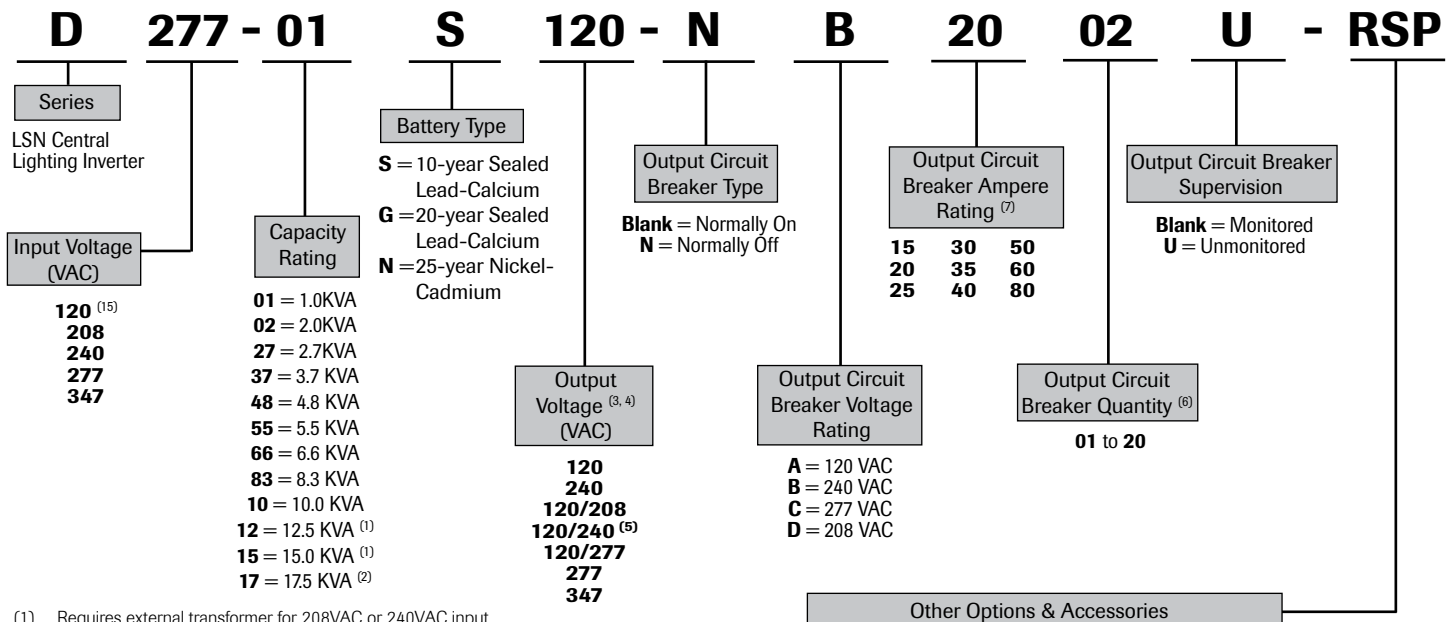 D 277 - 01 S 120 - N B 20 02 U - RSP
Series
LSN Central
Lighting Inverter
Input Voltage
(VAC)
120 (15)
208
240
277
347
Capacity
Rating
01 = 1.0KVA
02 = 2.0KVA
27 = 2.7KVA
37 = 3.7 KVA
48 = 4.8 KVA
55 = 5.5 KVA
66 = 6.6 KVA
83 = 8.3 KVA
10 = 10.0 KVA
12 = 12.5 KVA (1)
15 = 15.0 KVA (1)
17 = 17.5 KVA (2)
Battery Type
S = 10-year Sealed
Lead-Calcium
G = 20-year Sealed
Lead-Calcium
N = 25-year Nickel-
Cadmium
Output
Voltage (3, 4)
(VAC)
120
240
120/208
120/240 (5)
120/277
277
347
Output Circuit
Breaker Type
Blank = Normally On
N = Normally Off
Output Circuit
Breaker Voltage
Rating
A = 120 VAC
B = 240 VAC
C = 277 VAC
D = 208 VAC
Output Circuit
Breaker Ampere
Rating (7)
15 30 50
20 35 60
25 40 80
Output Circuit
Breaker Quantity (6)
01 to 20
Output Circuit Breaker
Supervision
Blank = Monitored
U = Unmonitored
Other Options & Accessories
(1) Requires external transformer for 208VAC or 240VAC input